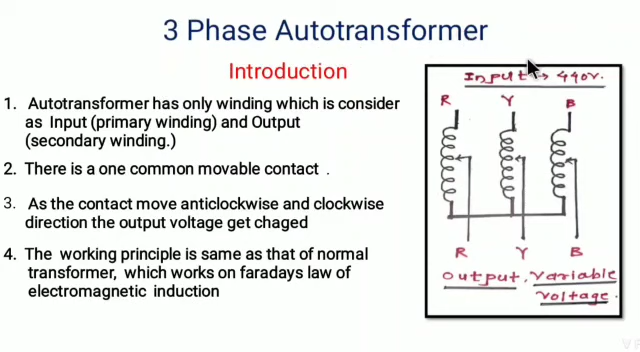 3 Phase Autotransformer
Introduction
1. Autotransformer has only winding which is consider
as Input (primary winding) and Output
(secondary winding.)
2. There is a one common movable contact .
3. As the contact move anticlockwise and clockwise
direction the output voltage get chaged
4. The working principle is same as that of normal
transformer, which works on faradays law of
electromagnetic induction
Input → 440v.
R Y B
R Y B
Output, Variable
Voltage.